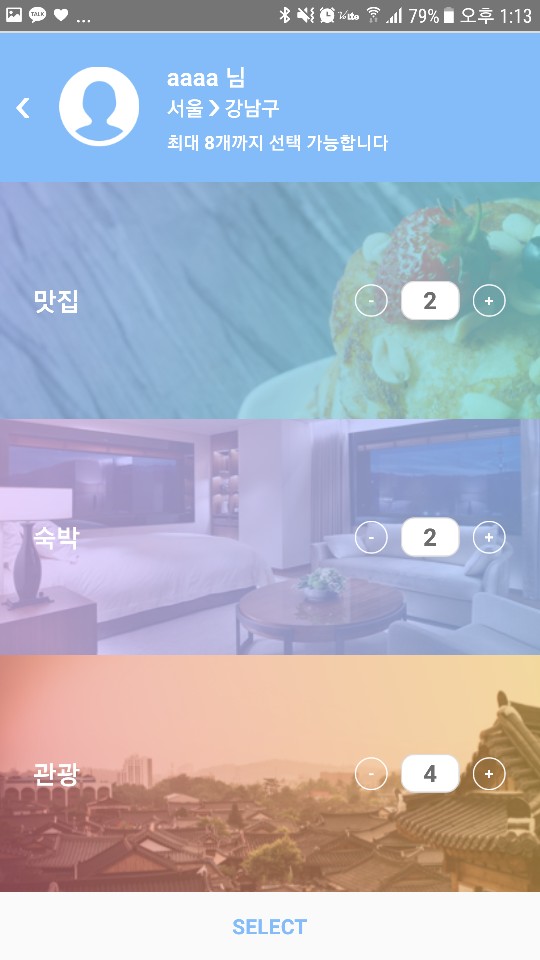 TALK ... 79% 오후 1:13
aaaa 님
서울 > 강남구
최대 8개까지 선택 가능합니다
맛집 - 2 +
숙박 - 2 +
관광 - 4 +
SELECT